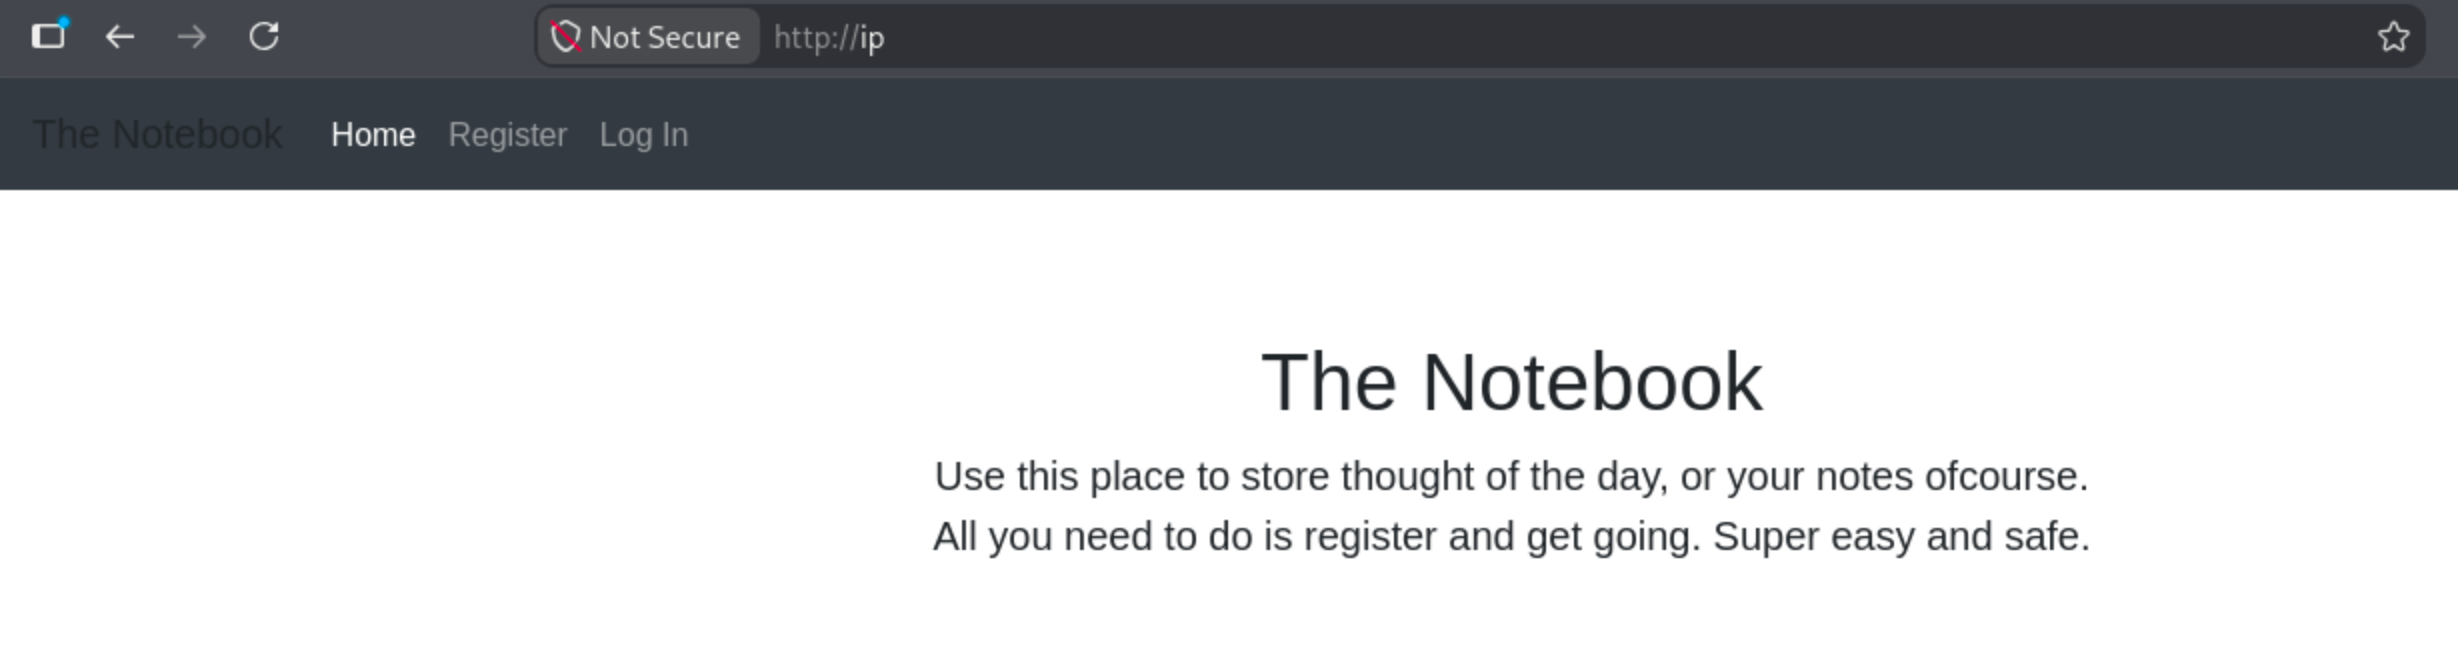 Not Secure http://ip
The Notebook Home Register Log In
The Notebook
Use this place to store thought of the day, or your notes ofcourse.
All you need to do is register and get going. Super easy and safe.